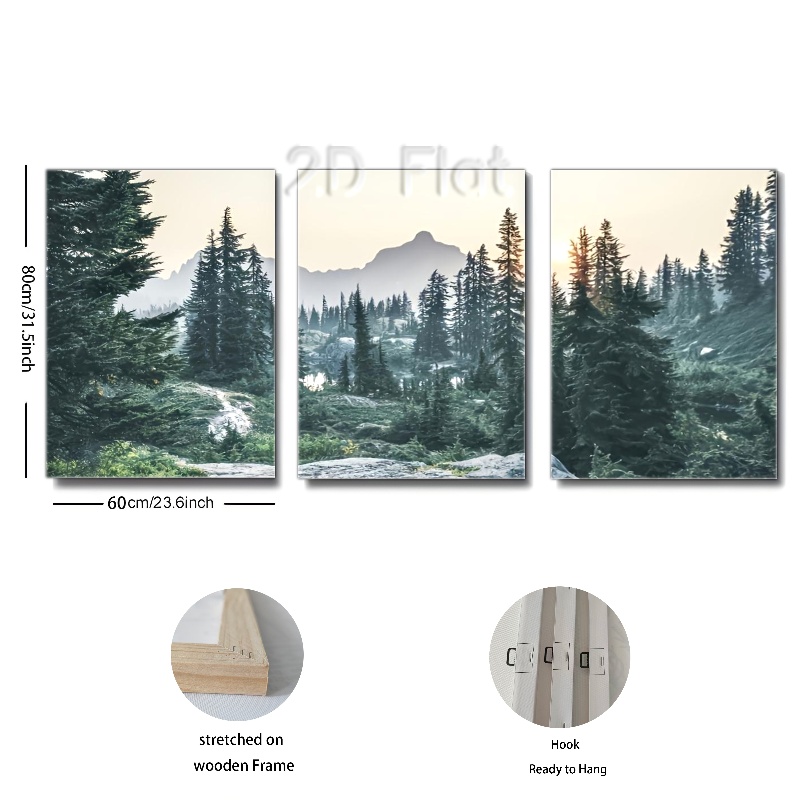 2D Flat
80cm/31.5inch
60cm/23.6inch
stretched on
wooden Frame
Hook
Ready to Hang